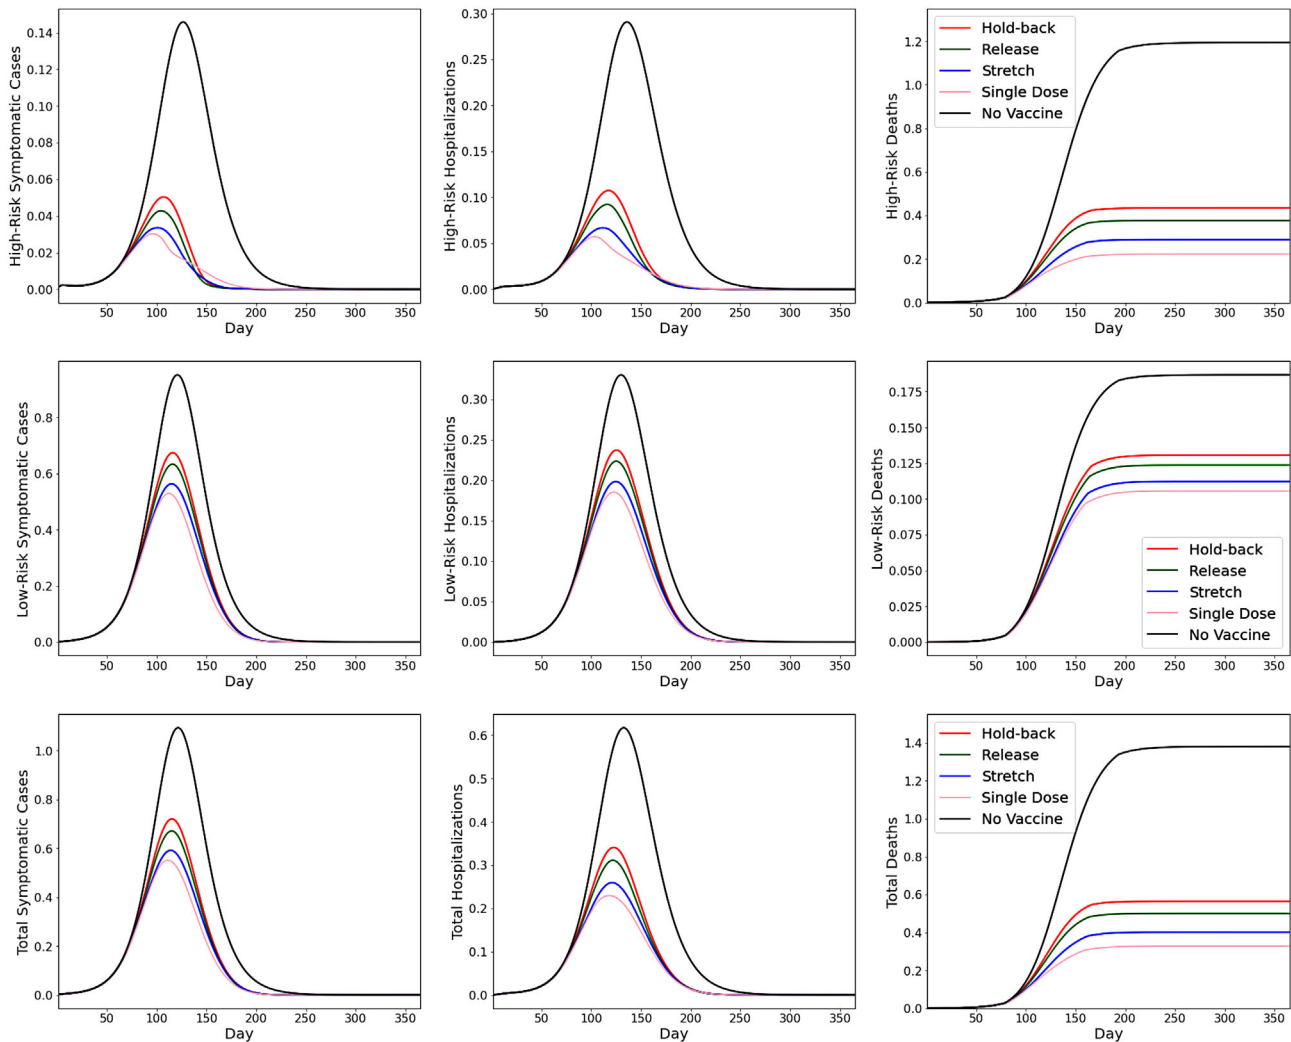 High-Risk Symptomatic Cases
0.14
0.12
0.10
0.08
0.06
0.04
0.02
0.00
50 100 150 200 250 300 350
Day
High-Risk Hospitalizations
0.30
0.25
0.20
0.15
0.10
0.05
0.00
50 100 150 200 250 300 350
Day
High-Risk Deaths
1.2
1.0
0.8
0.6
0.4
0.2
0.0
50 100 150 200 250 300 350
Day
Hold-back
Release
Stretch
Single Dose
No Vaccine
Low-Risk Symptomatic Cases
0.8
0.6
0.4
0.2
0.0
50 100 150 200 250 300 350
Day
Low-Risk Hospitalizations
0.30
0.25
0.20
0.15
0.10
0.05
0.00
50 100 150 200 250 300 350
Day
Low-Risk Deaths
0.175
0.150
0.125
0.100
0.075
0.050
0.025
0.000
50 100 150 200 250 300 350
Day
Hold-back
Release
Stretch
Single Dose
No Vaccine
Total Symptomatic Cases
1.0
0.8
0.6
0.4
0.2
0.0
50 100 150 200 250 300 350
Day
Total Hospitalizations
0.6
0.5
0.4
0.3
0.2
0.1
0.0
50 100 150 200 250 300 350
Day
Total Deaths
1.4
1.2
1.0
0.8
0.6
0.4
0.2
0.0
50 100 150 200 250 300 350
Day
Hold-back
Release
Stretch
Single Dose
No Vaccine